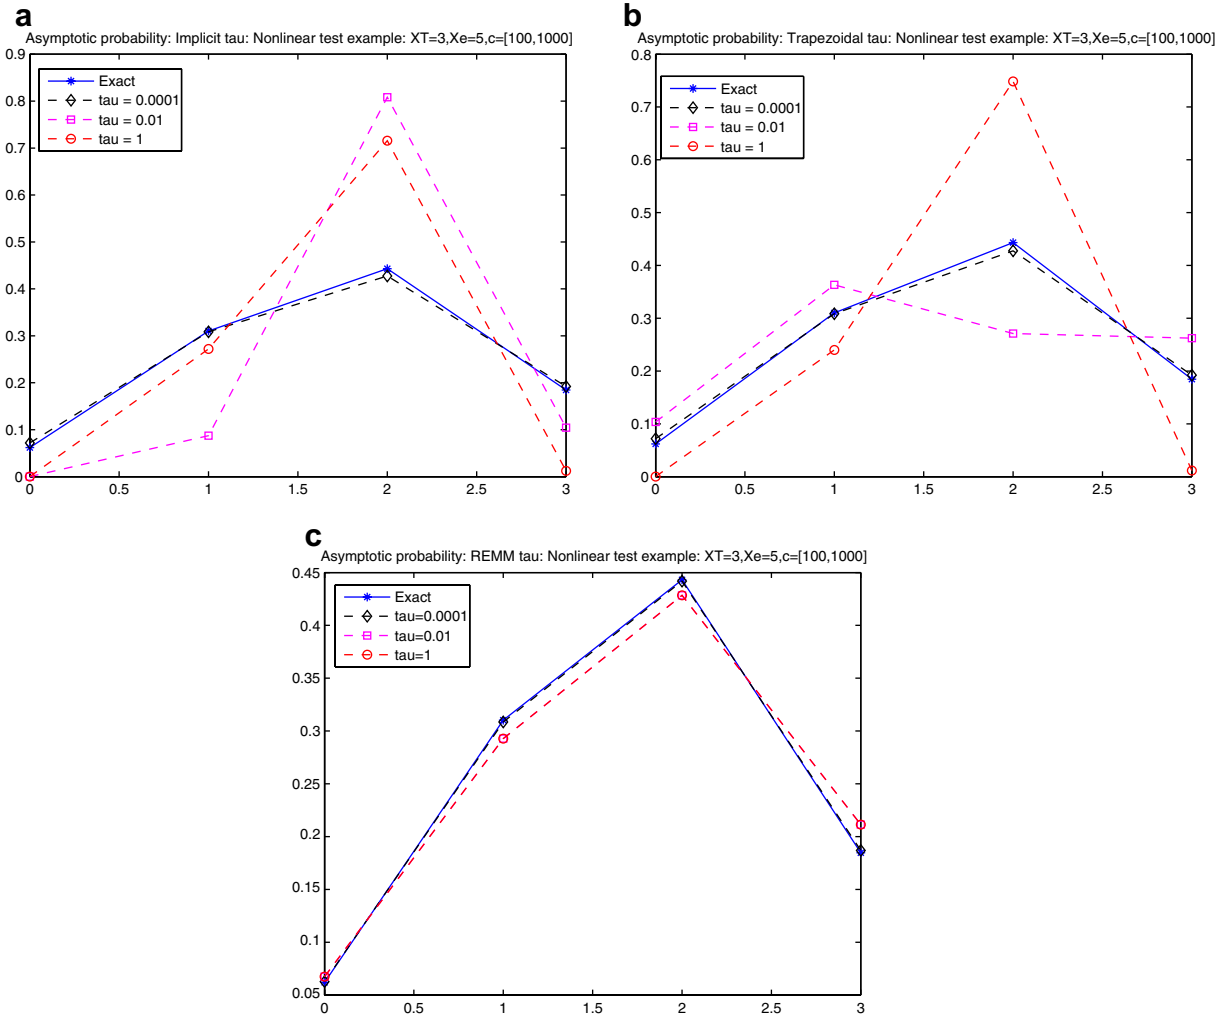 a
Asymptotic probability: Implicit tau: Nonlinear test example: XT=3,Xe=5,c=[100,1000]
0.9
0.8
0.7
0.6
0.5
0.4
0.3
0.2
0.1
0
0
0.5
1
1.5
2
2.5
3
Exact
tau = 0.0001
tau = 0.01
tau = 1
b
Asymptotic probability: Trapezoidal tau: Nonlinear test example: XT=3,Xe=5,c=[100,1000]
0.8
0.7
0.6
0.5
0.4
0.3
0.2
0.1
0
0
0.5
1
1.5
2
2.5
3
Exact
tau = 0.0001
tau = 0.01
tau = 1
c
Asymptotic probability: REMM tau: Nonlinear test example: XT=3,Xe=5,c=[100,1000]
0.45
0.4
0.35
0.3
0.25
0.2
0.15
0.1
0.05
0
0.5
1
1.5
2
2.5
3
Exact
tau=0.0001
tau=0.01
tau=1